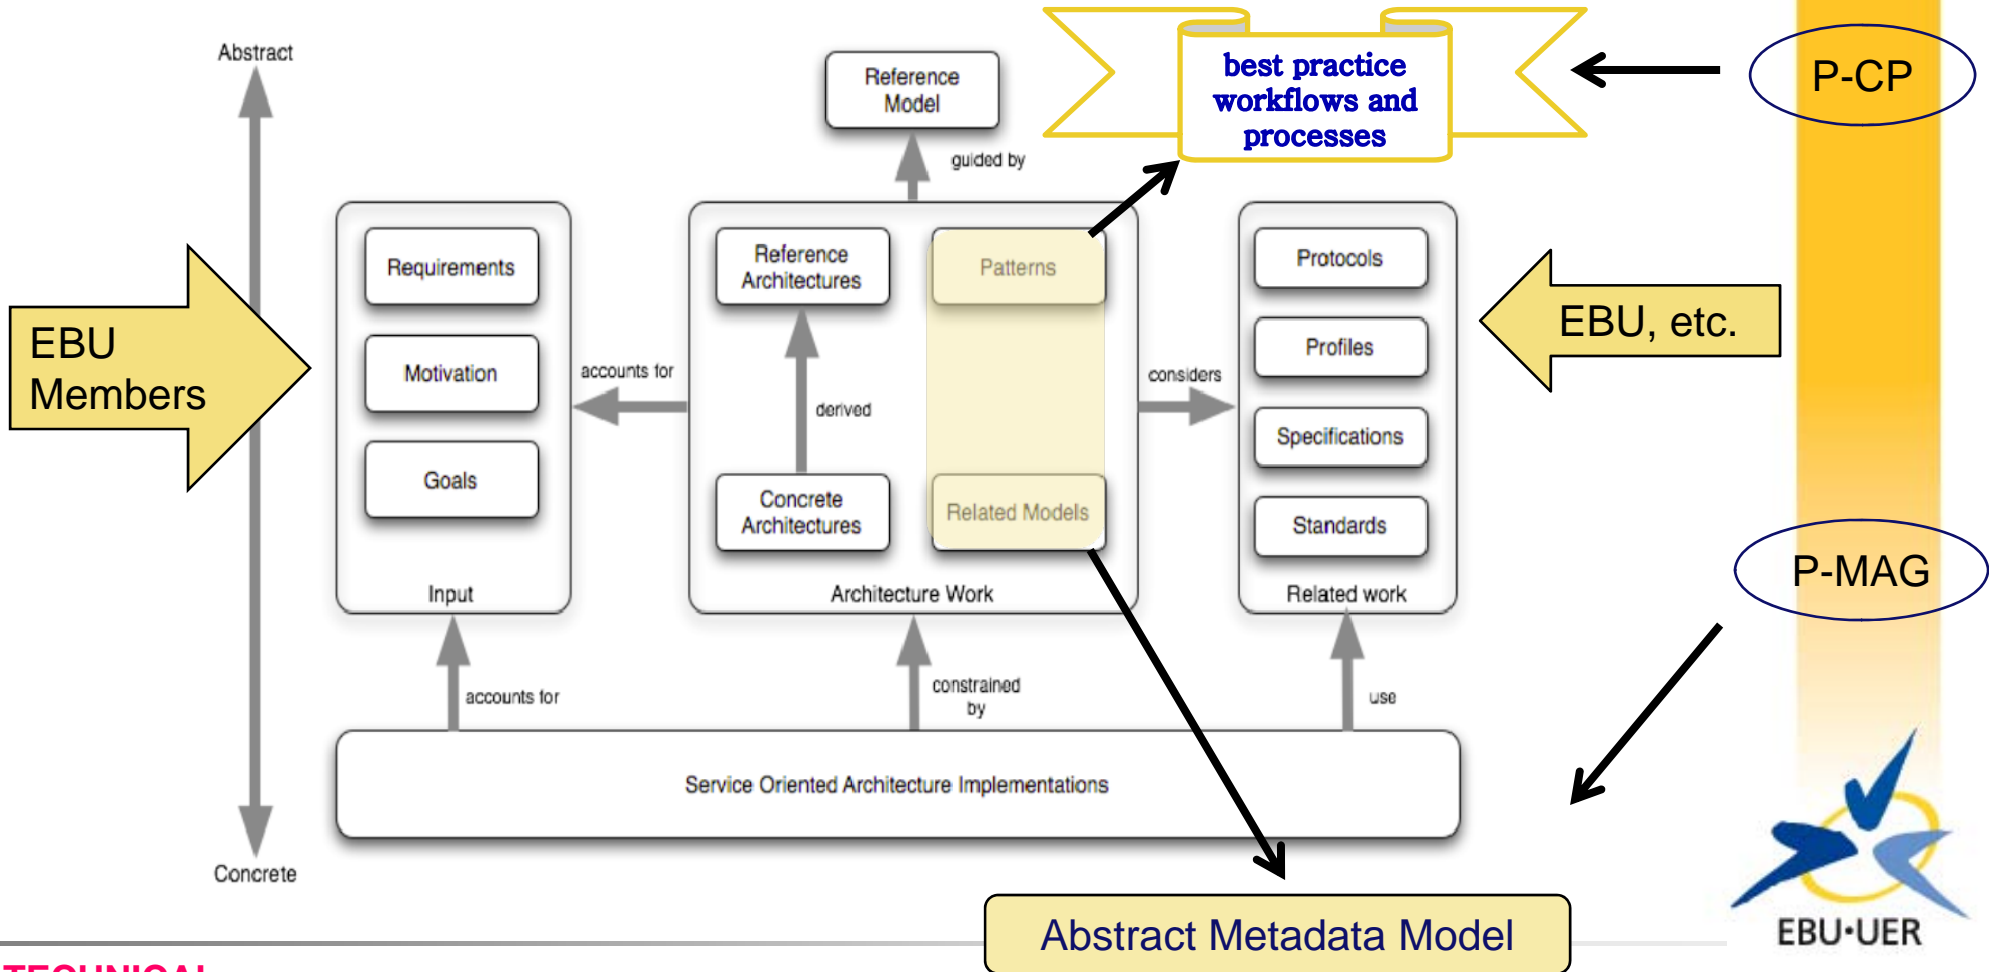 Abstract
Reference
Model
best practice
workflows and
processes
P-CP
guided by
Requirements
Motivation
Goals
Input
EBU
Members
accounts for
Reference
Architectures
Patterns
derived
Concrete
Architectures
Related Models
Architecture Work
considers
Protocols
Profiles
Specifications
Standards
Related work
EBU, etc.
P-MAG
accounts for
constrained
by
use
Service Oriented Architecture Implementations
Concrete
Abstract Metadata Model
EBU•UER
TECHNICAL